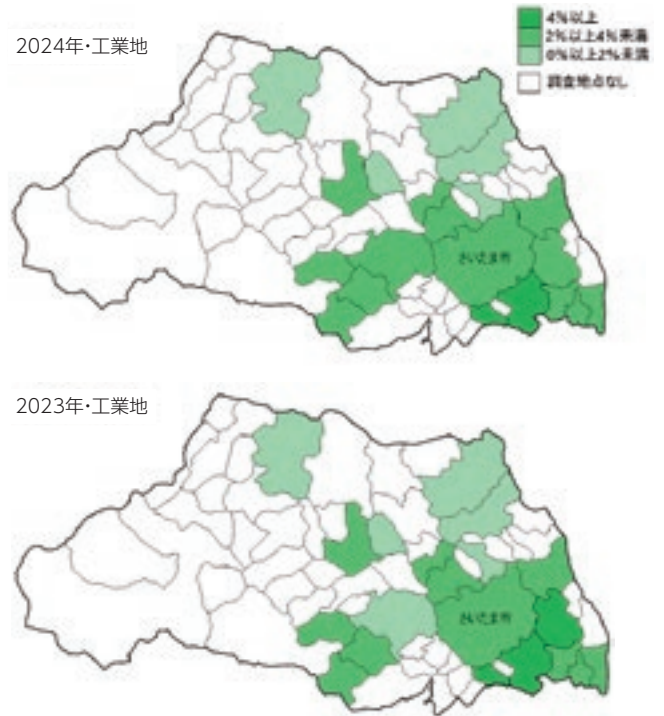 2024年・工業地
4%以上
2%以上4%未満
0%以上2%未満
調査地点なし
さいたま市
2023年・工業地
さいたま市